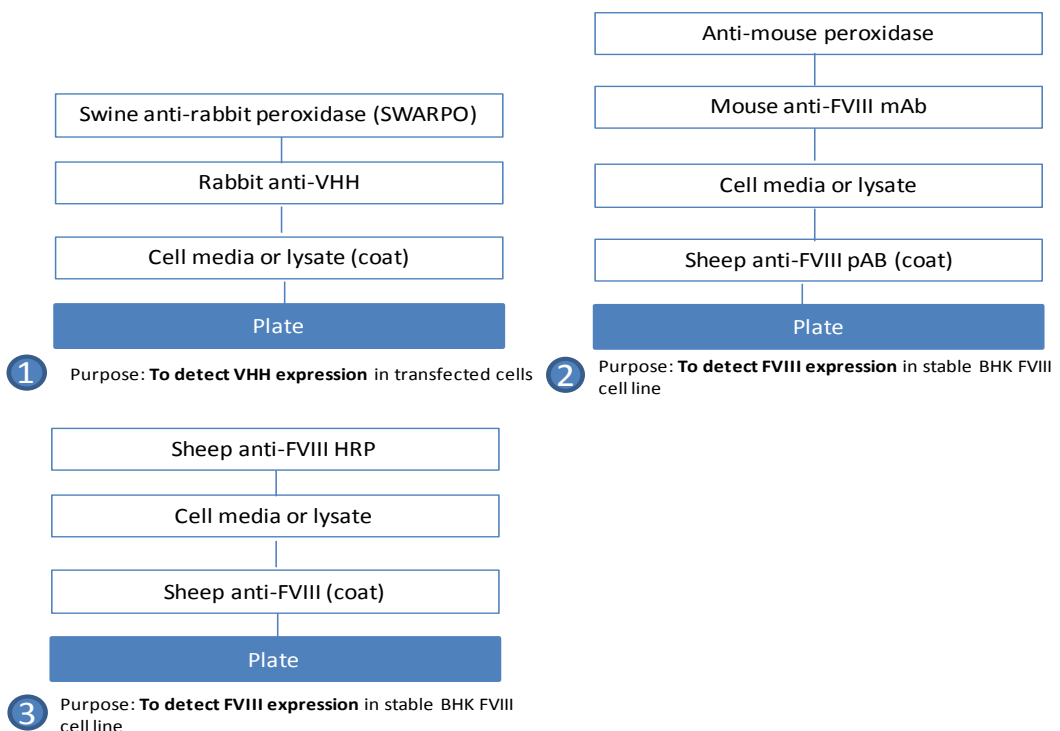 Swine anti-rabbit peroxidase (SWARPO)
Rabbit anti-VHH
Cell media or lysate (coat)
Plate
1 Purpose: To detect VHH expression in transfected cells
Anti-mouse peroxidase
Mouse anti-FVIII mAb
Cell media or lysate
Sheep anti-FVIII pAB (coat)
Plate
2 Purpose: To detect FVIII expression in stable BHK FVIII
cell line
Sheep anti-FVIII HRP
Cell media or lysate
Sheep anti-FVIII (coat)
Plate
3 Purpose: To detect FVIII expression in stable BHK FVIII
cell line